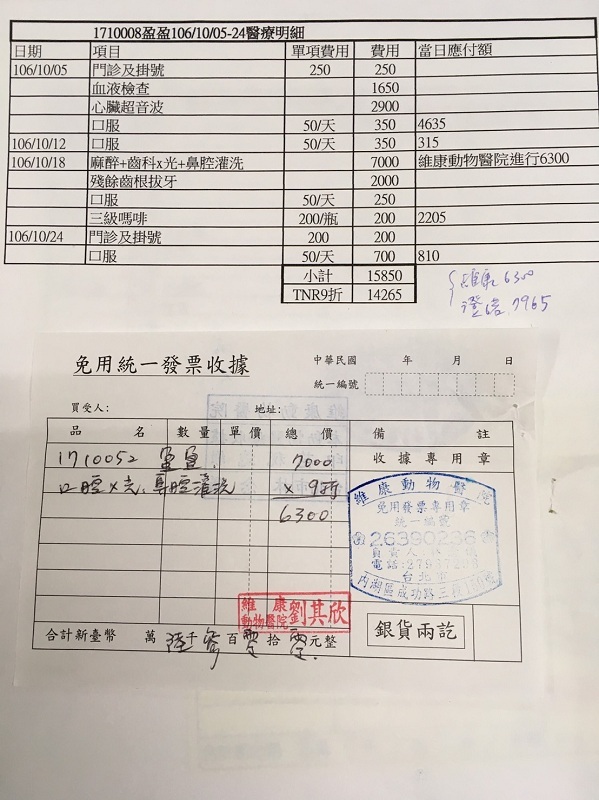 1710008盈盈106/10/05-24醫療明細
日期 項目 單項費用 費用 當日應付額
106/10/05 門診及掛號 250 250
血液檢查 1650
心臟超音波 2900
口服 50/天 350 4635
106/10/12 口服 50/天 350 315
106/10/18 麻醉+齒科x光+鼻腔灌洗 7000 維康動物醫院進行6300
殘餘齒根拔牙 2000
口服 50/天 250
三級嗎啡 200/瓶 200 2205
106/10/24 門診及掛號 200 200
口服 50/天 700 810
小計 15850
TNR9折 14265
維康 6300
7965
免用統一發票收據
中華民國 年 月 日
統一編號
買受人: 地址:
品名 數量 單價 總價 備註
收據專用章
1710052 7000
口腔X光、鼻腔灌洗 x 9折
6300
維康動物醫院
免用發票專用章
統一編號
26390236
負責人
電話:2793
台北市
內湖區成功路三段
維康動物醫院劉其欣
合計新臺幣 萬 陸千參百零拾零元整
銀貨兩訖